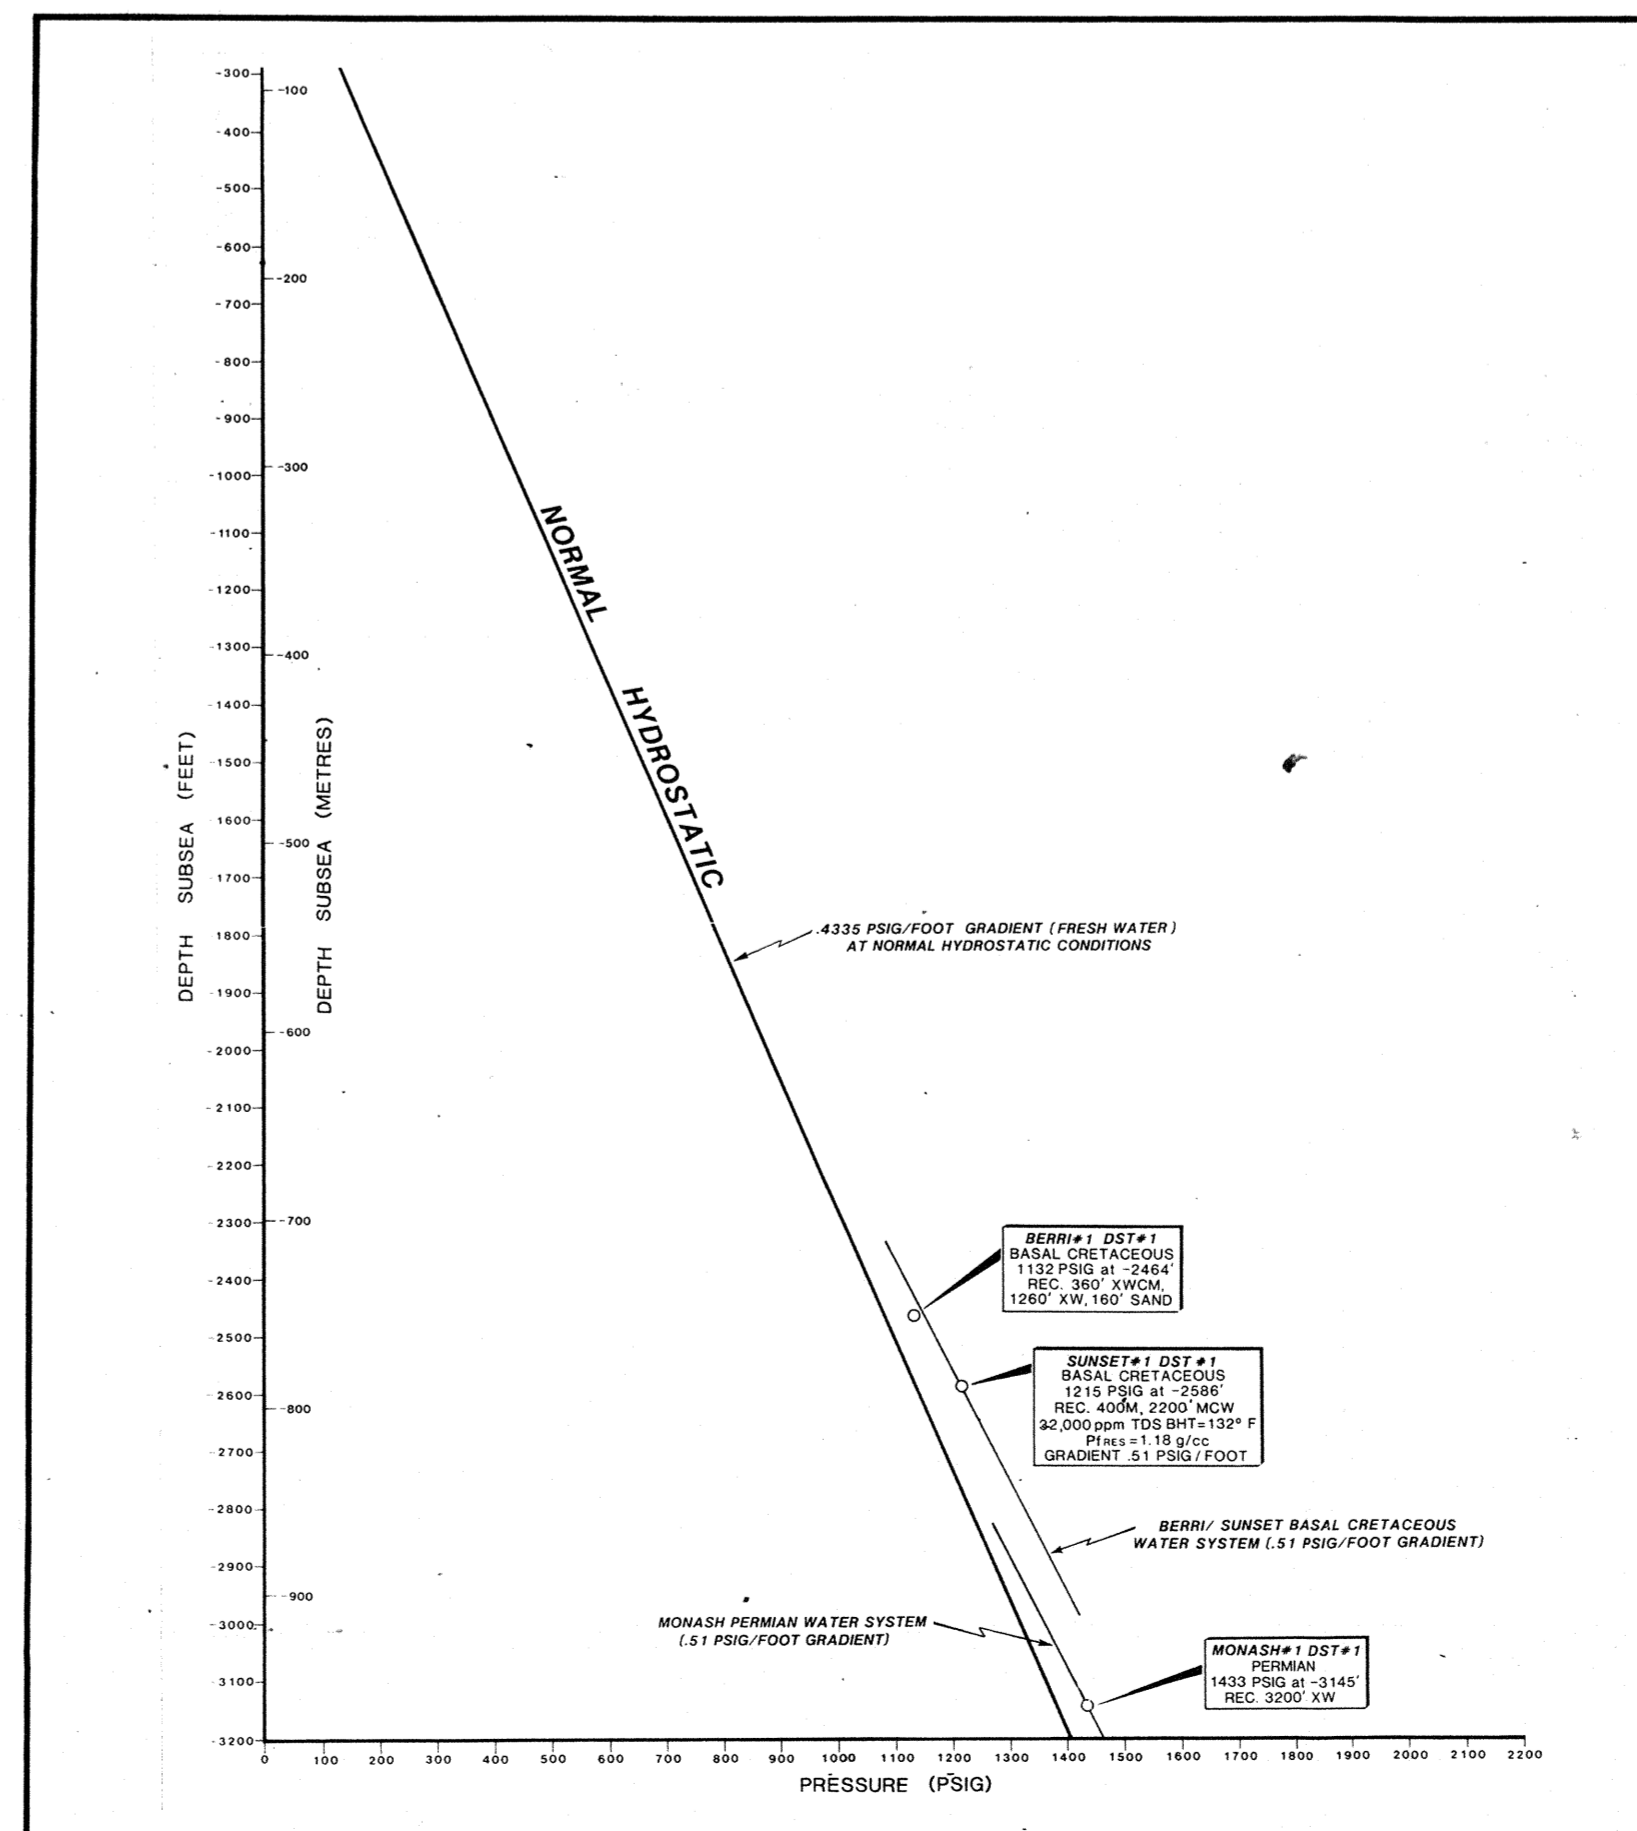 -300
-400
-500
-600
-700
-800
-900
-1000
-1100
-1200
-1300
-1400
-1500
-1600
-1700
-1800
-1900
-2000
-2100
-2200
-2300
-2400
-2500
-2600
-2700
-2800
-2900
-3000
-3100
-3200
DEPTH SUBSEA (FEET)
-100
-200
-300
-400
-500
-600
-700
-800
-900
DEPTH SUBSEA (METRES)
NORMAL HYDROSTATIC
.4335 PSIG/FOOT GRADIENT (FRESH WATER)
AT NORMAL HYDROSTATIC CONDITIONS
BERRI#1 DST#1
BASAL CRETACEOUS
1132 PSIG at -2464'
REC. 360' XWCM,
1260' XW, 160' SAND
SUNSET#1 DST #1
BASAL CRETACEOUS
1215 PSIG at -2586'
REC. 400M, 2200' MCW
32,000 ppm TDS BHT=132° F
Pf RES =1.18 g/cc
GRADIENT .51 PSIG/FOOT
BERRI/ SUNSET BASAL CRETACEOUS
WATER SYSTEM (.51 PSIG/FOOT GRADIENT)
MONASH PERMIAN WATER SYSTEM
(.51 PSIG/FOOT GRADIENT)
MONASH#1 DST#1
PERMIAN
1433 PSIG at -3145'
REC. 3200' XW
0 100 200 300 400 500 600 700 800 900 1000 1100 1200 1300 1400 1500 1600 1700 1800 1900 2000 2100 2200
PRESSURE (PSIG)